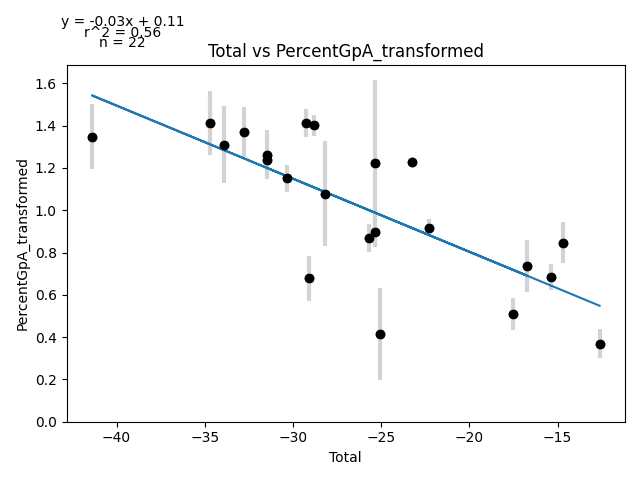 y = -0.03x + 0.11
r^2 = 0.56
n = 22
Total vs PercentGpA_transformed
PercentGpA_transformed
1.6
1.4
1.2
1.0
0.8
0.6
0.4
0.2
0.0
−40
−35
−30
−25
−20
−15
Total